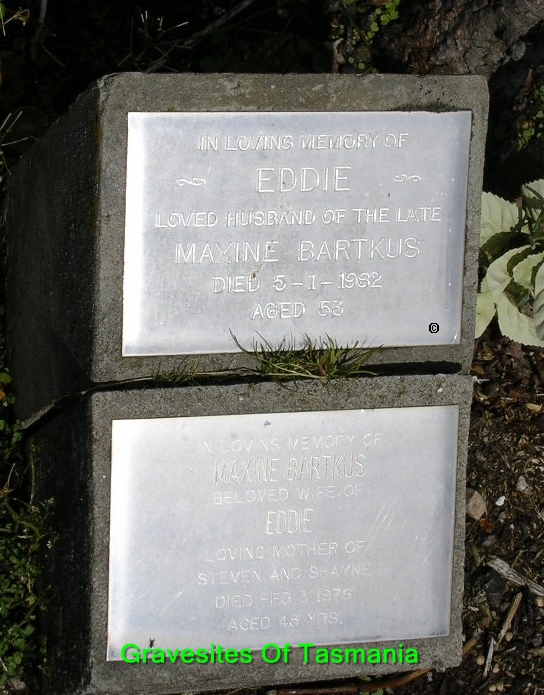 IN LOVING MEMORY OF
EDDIE
LOVED HUSBAND OF THE LATE
MAXINE BARTKUS
DIED 5-1-1982
AGED 53
©
IN LOVING MEMORY OF
MAXINE BARTKUS
BELOVED WIFE OF
EDDIE
LOVING MOTHER OF
STEVEN AND SHAYNE
DIED FEB. 3 1976
AGED YRS.
Gravesites Of Tasmania